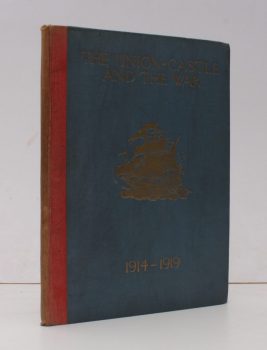 THE UNION-CASTLE
AND THE WAR
1914-1919